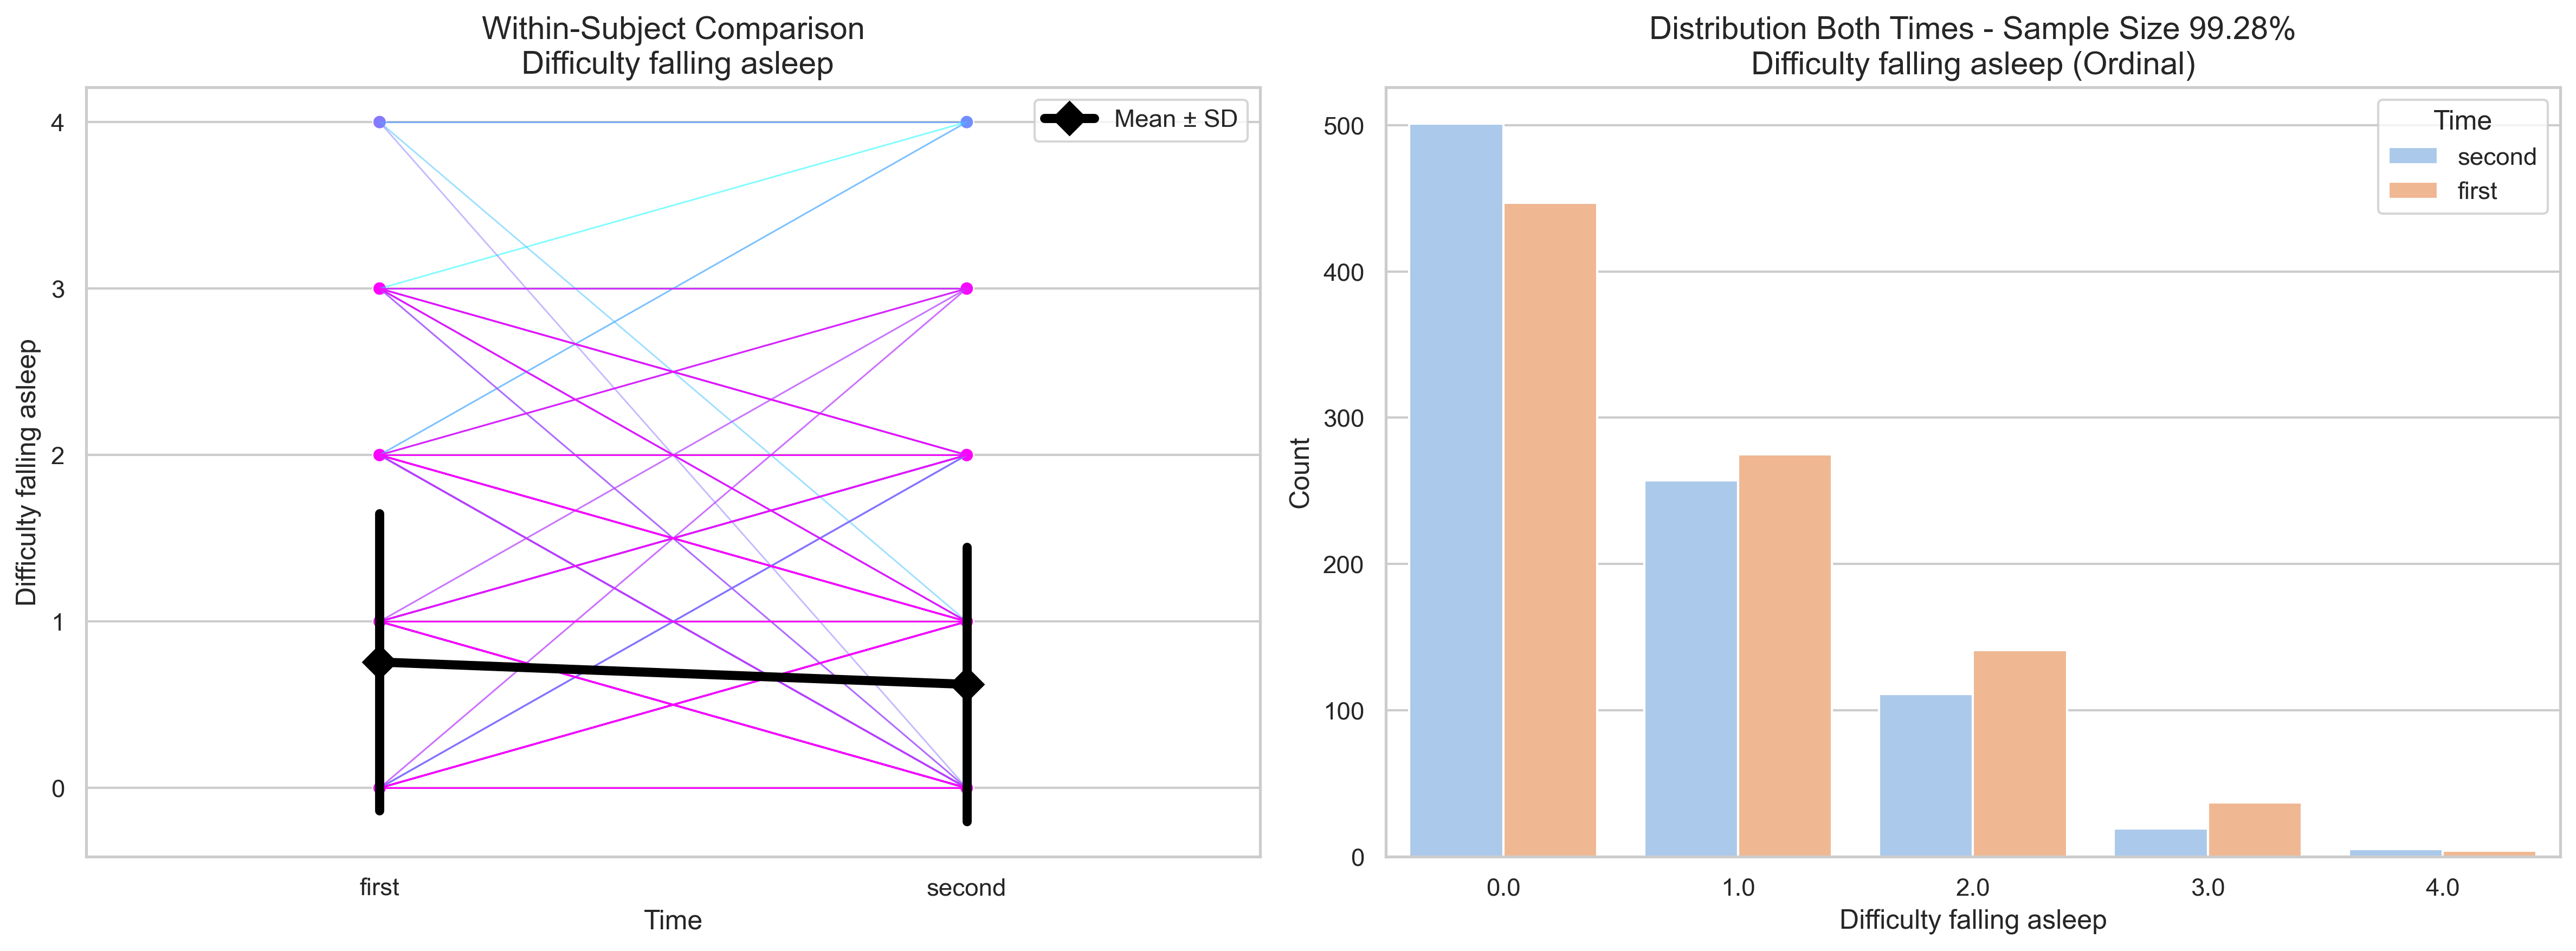 Within-Subject Comparison
Difficulty falling asleep
Mean ± SD
Difficulty falling asleep
4
3
2
1
0
first
second
Time
Distribution Both Times - Sample Size 99.28%
Difficulty falling asleep (Ordinal)
Time
second
first
Count
500
400
300
200
100
0
0.0
1.0
2.0
3.0
4.0
Difficulty falling asleep